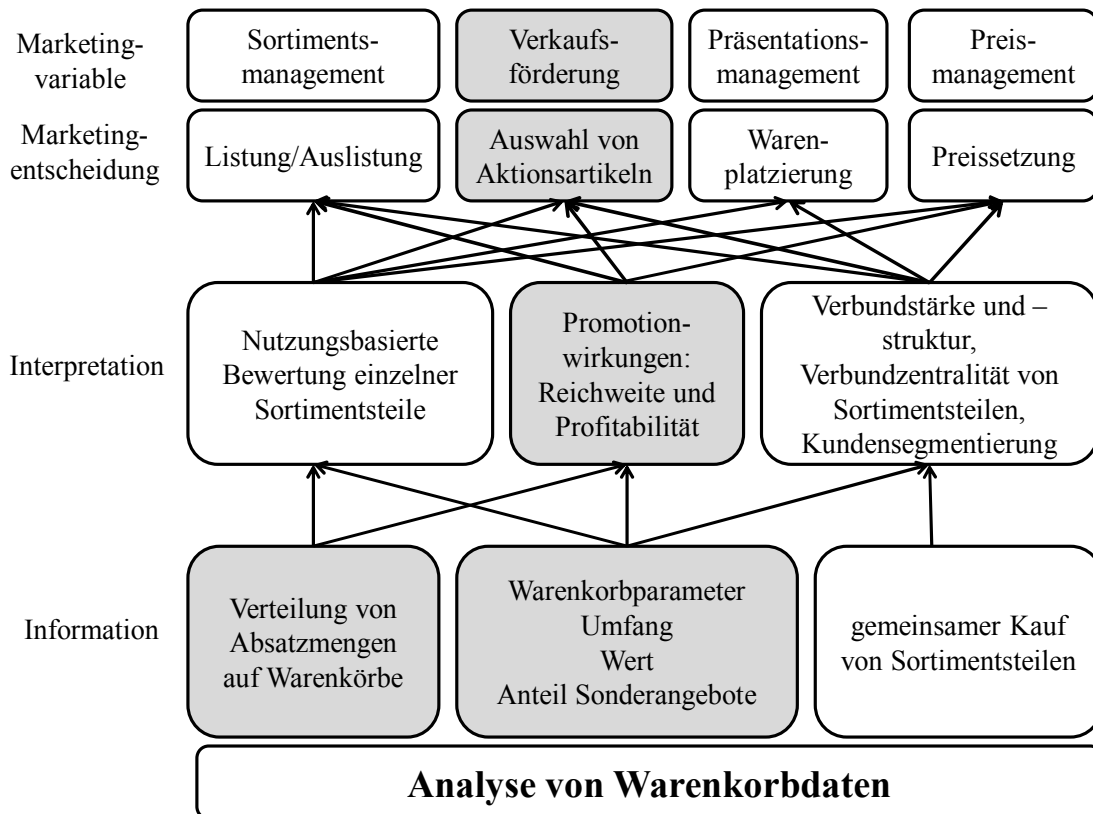 Marketing-
variable
Sortiments-
management
Verkaufs-
förderung
Präsentations-
management
Preis-
management
Marketing-
entscheidung
Listung/Auslistung
Auswahl von
Aktionsartikeln
Waren-
platzierung
Preissetzung
Interpretation
Nutzungsbasierte
Bewertung einzelner
Sortimentsteile
Promotion-
wirkungen:
Reichweite und
Profitabilität
Verbundstärke und –
struktur,
Verbundzentralität von
Sortimentsteilen,
Kundensegmentierung
Information
Verteilung von
Absatzmengen
auf Warenkörbe
Warenkorbparameter
Umfang
Wert
Anteil Sonderangebote
gemeinsamer Kauf
von Sortimentsteilen
Analyse von Warenkorbdaten